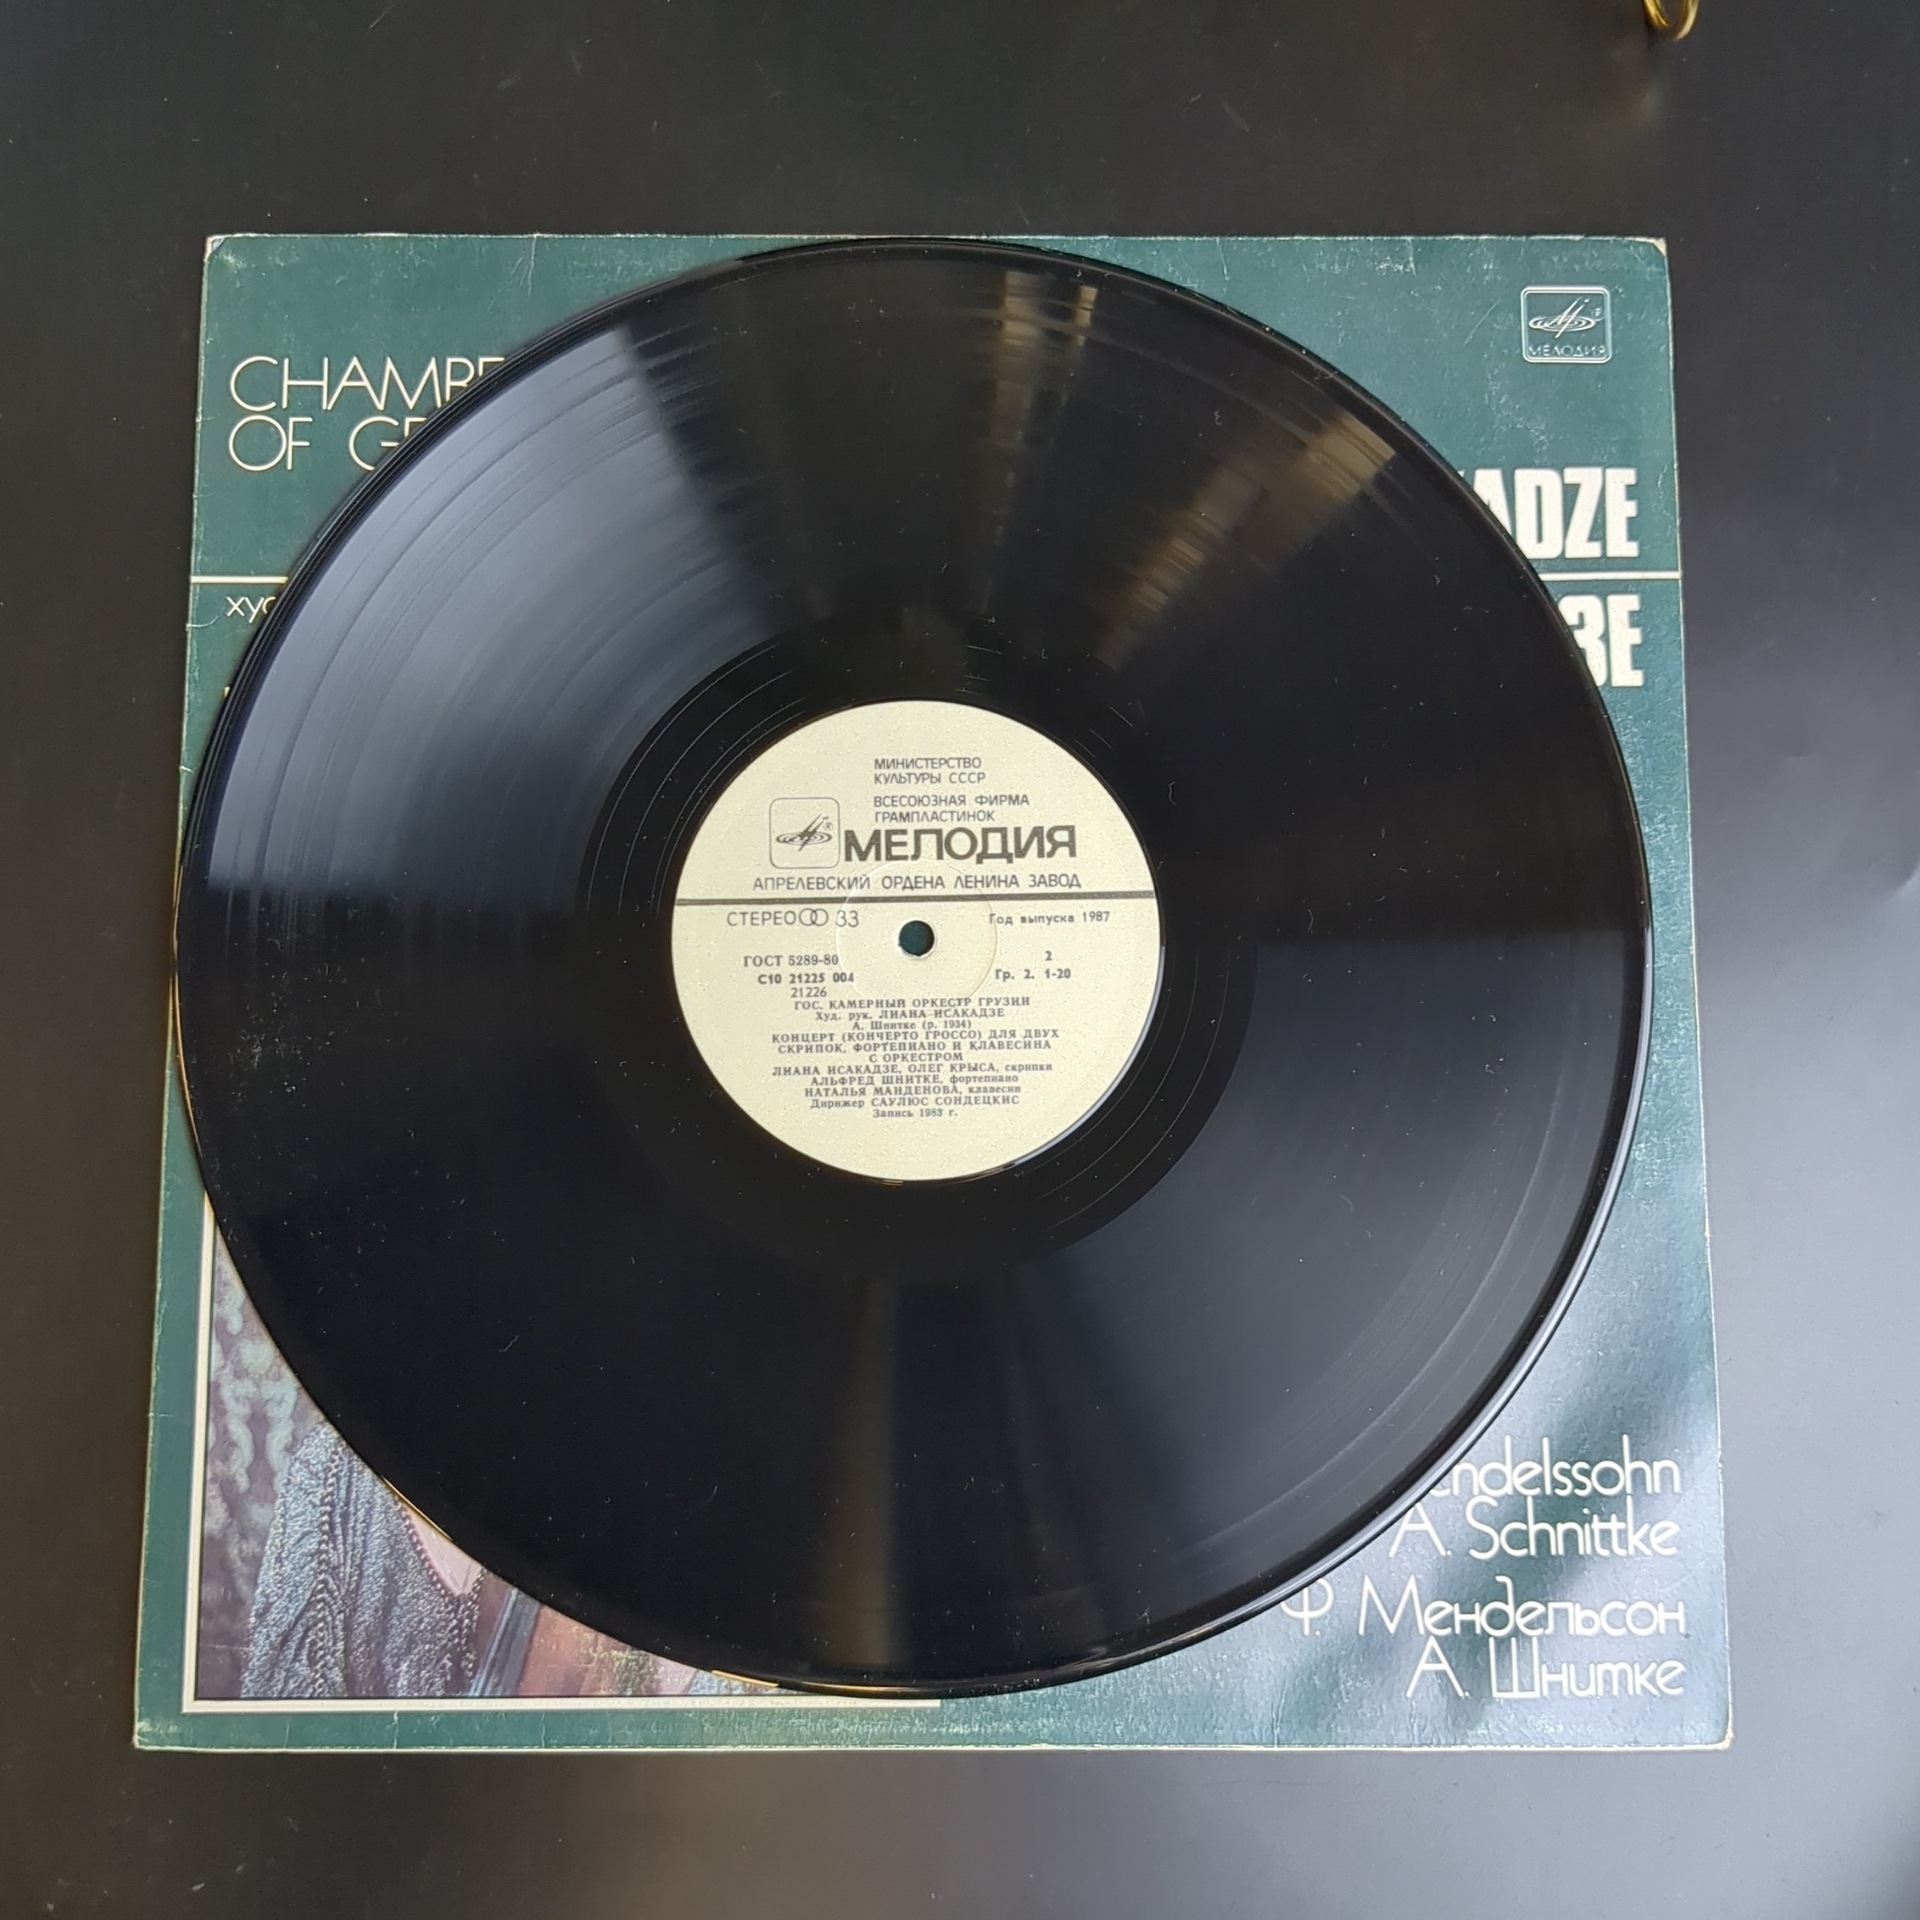 CHAMBE
OF GE
МЕЛОДИЯ
ADZE
худ
ЗЕ
МИНИСТЕРСТВО
КУЛЬТУРЫ СССР
ВСЕСОЮЗНАЯ ФИРМА
ГРАМПЛАСТИНОК
МЕЛОДИЯ
АПРЕЛЕВСКИЙ ОРДЕНА ЛЕНИНА ЗАВОД
СТЕРЕО 33 Год выпуска 1987
ГОСТ 5289-80 2
С10 21225 004 Гр. 2. 1-20
21226
ГОС. КАМЕРНЫЙ ОРКЕСТР ГРУЗИИ
Худ. рук. ЛИАНА ИСАКАДЗЕ
А. Шнитке (р. 1934)
КОНЦЕРТ (КОНЧЕРТО ГРОССО) ДЛЯ ДВУХ
СКРИПОК, ФОРТЕПИАНО И КЛАВЕСИНА
С ОРКЕСТРОМ
ЛИАНА ИСАКАДЗЕ, ОЛЕГ КРЫСА, скрипки
АЛЬФРЕД ШНИТКЕ, фортепиано
НАТАЛЬЯ МАНДЕНОВА, клавесин
Дирижер САУЛЮС СОНДЕЦКИС
Запись 1983 г.
endelssohn
A. Schnittke
Ф. Мендельсон
А. Шнитке